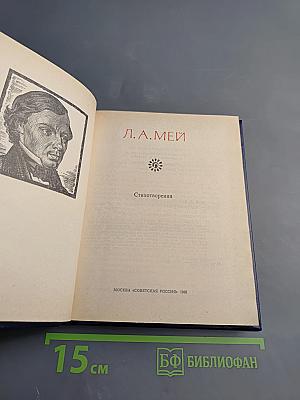 Л. А. МЕЙ
Стихотворения
МОСКВА «СОВЕТСКАЯ РОССИЯ» 1985
15 см
БФ БИБЛИОФАН